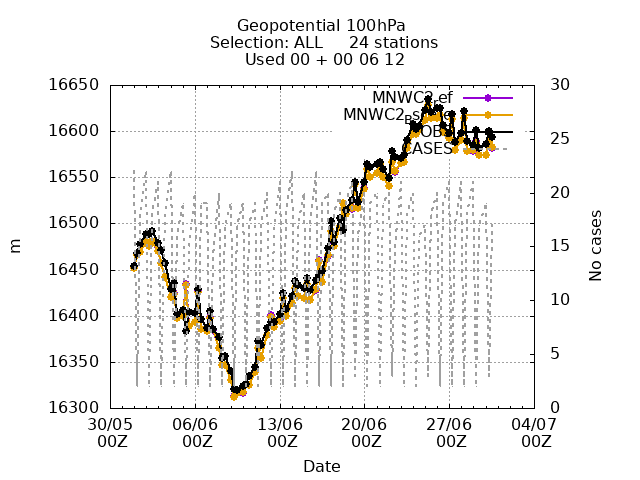 Geopotential 100hPa
Selection: ALL 24 stations
Used 00 + 00 06 12
16650
16600
16550
16500
16450
16400
16350
16300
30
25
20
15
10
5
0
m
No cases
OBS
CASES
30/05 06/06 13/06 20/06 27/06 04/07
00Z 00Z 00Z 00Z 00Z 00Z
Date